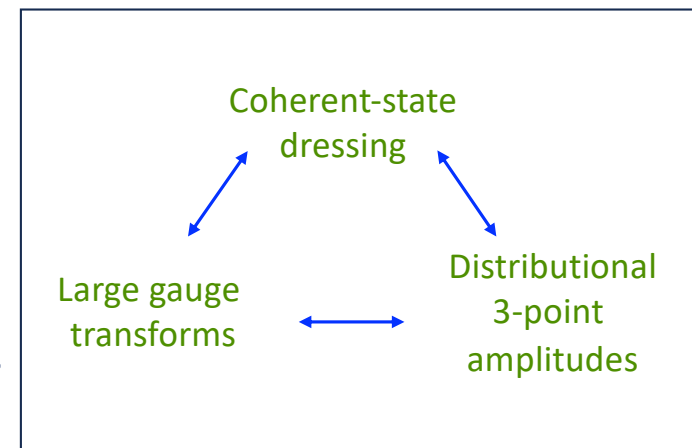 Coherent-state
dressing
Large gauge
transforms
Distributional
3-point
amplitudes